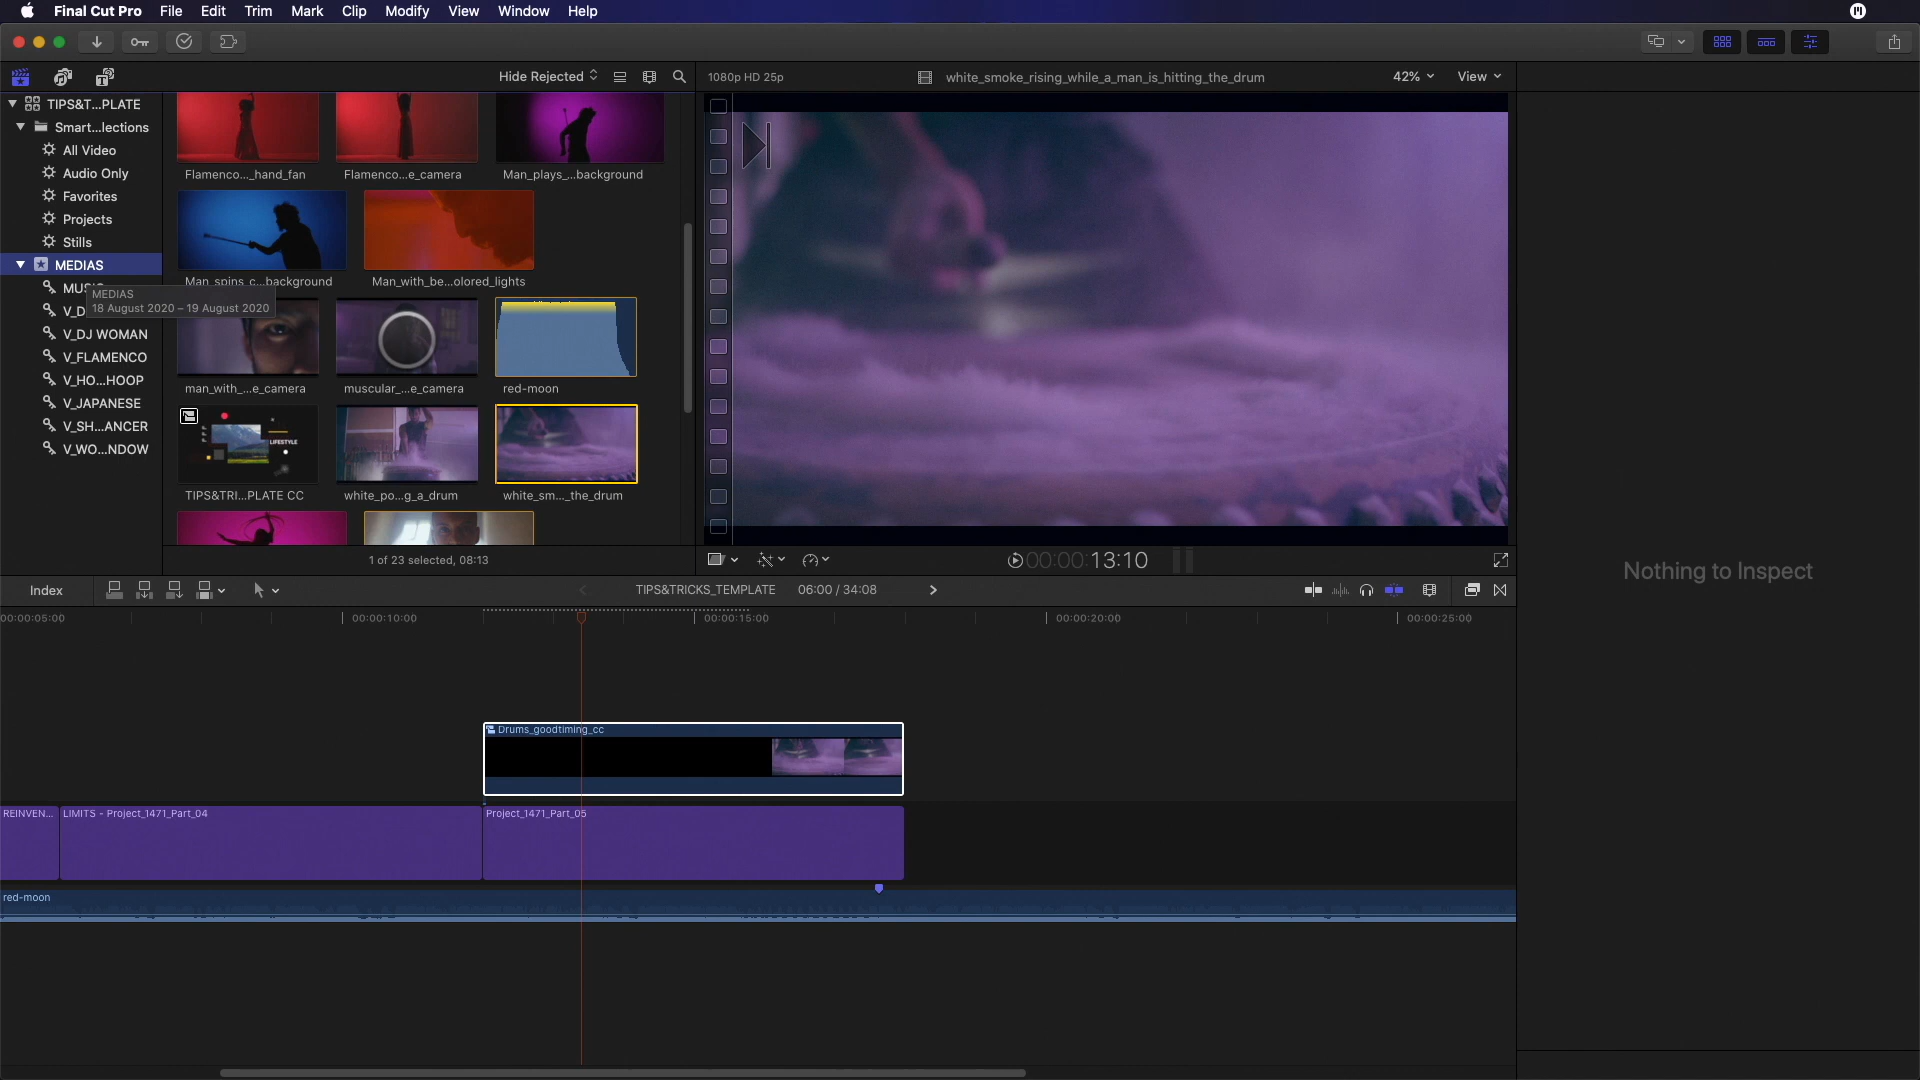 Final Cut Pro File Edit Trim Mark Clip Modify View Window Help
Hide Rejected
1080p HD 25p
white_smoke_rising_while_a_man_is_hitting_the_drum
42%
View
TIPS&T...PLATE
Smart...lections
All Video
Audio Only
Favorites
Projects
Stills
MEDIAS
MUSIC
V_D
V_DJ WOMAN
V_FLAMENCO
V_HO...HOOP
V_JAPANESE
V_SH...ANCER
V_WO...NDOW
MEDIAS
18 August 2020 – 19 August 2020
Flamenco..._hand_fan
Flamenco...e_camera
Man_plays_...background
Man_spins_c...background
Man_with_be...olored_lights
man_with_...e_camera
muscular_...e_camera
red-moon
LIFESTYLE
TIPS&TRI...PLATE CC
white_po...g_a_drum
white_sm..._the_drum
1 of 23 selected, 08:13
00:00:13:10
Nothing to Inspect
Index
TIPS&TRICKS_TEMPLATE
06:00 / 34:08
00:00:05:00
00:00:10:00
00:00:15:00
00:00:20:00
00:00:25:00
Drums_goodtiming_cc
REINVEN...
LIMITS - Project_1471_Part_04
Project_1471_Part_05
red-moon